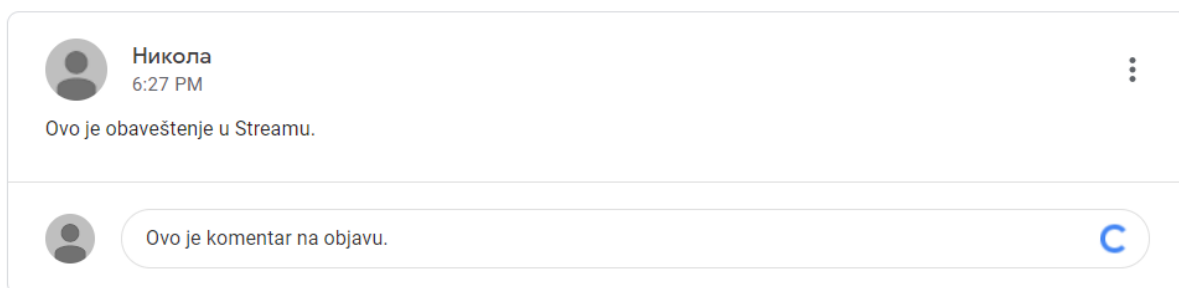 Никола
6:27 PM
Ovo je obaveštenje u Streamu.
Ovo je komentar na objavu.